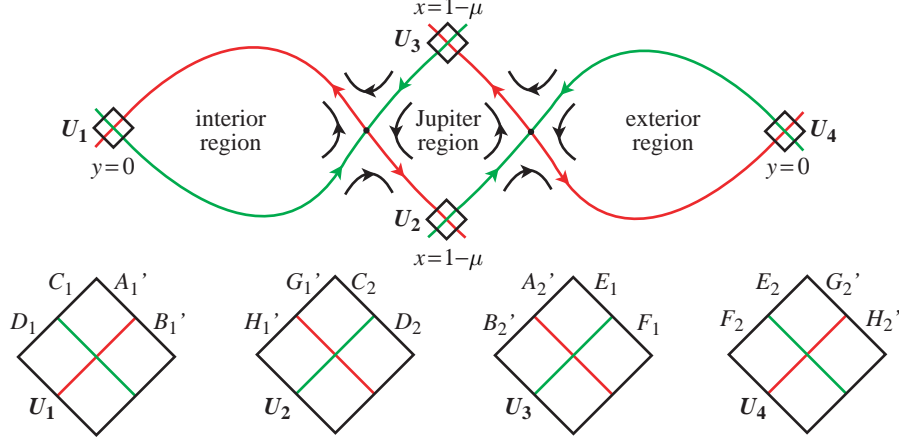 x=1−μ
U3
interior
region
Jupiter
region
exterior
region
U1
U4
y=0
y=0
U2
x=1−μ
C1 A1’
D1 B1’
U1
G1’ C2
H1’ D2
U2
A2’ E1
B2’ F1
U3
E2 G2’
F2 H2’
U4